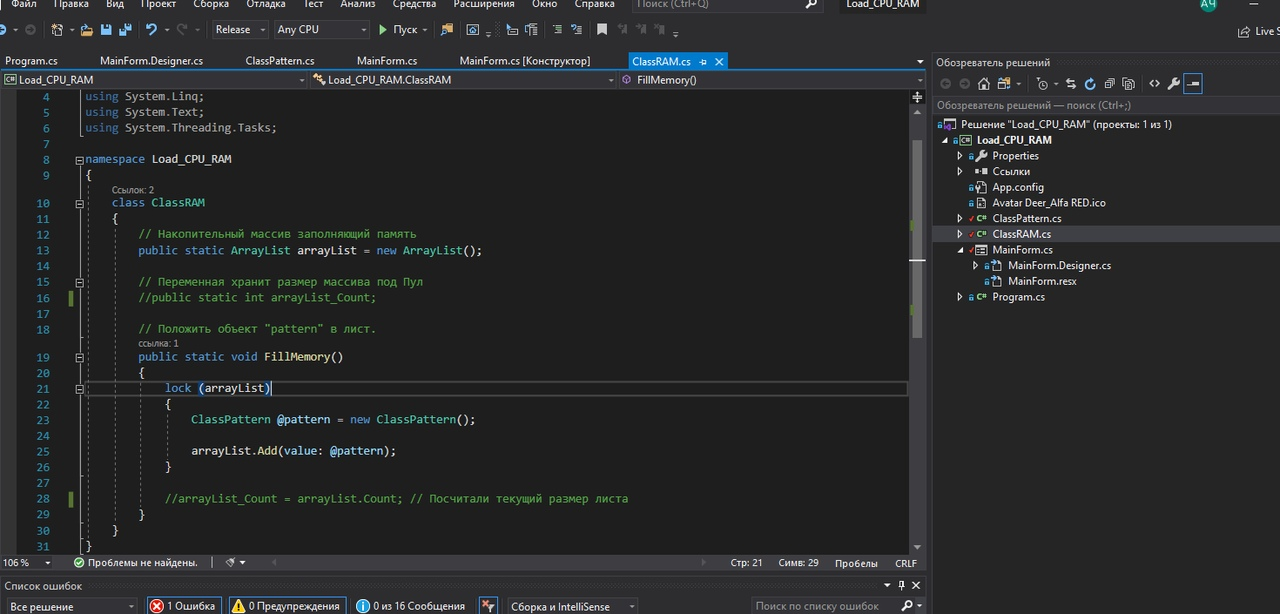 Файл Правка Вид Проект Сборка Отладка Тест Анализ Средства Расширения Окно Справка Поиск (Ctrl+Q) Load_CPU_RAM АЧ
Release Any CPU Пуск Live S
Program.cs MainForm.Designer.cs ClassPattern.cs MainForm.cs MainForm.cs [Конструктор] ClassRAM.cs
Load_CPU_RAM Load_CPU_RAM.ClassRAM FillMemory()
4 using System.Linq;
5 using System.Text;
6 using System.Threading.Tasks;
7
8 namespace Load_CPU_RAM
9 {
Ссылок: 2
10 class ClassRAM
11 {
12 // Накопительный массив заполняющий память
13 public static ArrayList arrayList = new ArrayList();
14
15 // Переменная хранит размер массива под Пул
16 //public static int arrayList_Count;
17
18 // Положить объект "pattern" в лист.
ссылка: 1
19 public static void FillMemory()
20 {
21 lock (arrayList)
22 {
23 ClassPattern @pattern = new ClassPattern();
24
25 arrayList.Add(value: @pattern);
26 }
27
28 //arrayList_Count = arrayList.Count; // Посчитали текущий размер листа
29 }
30 }
31 }
106 % Проблемы не найдены. Стр: 21 Симв: 29 Пробелы CRLF
Список ошибок
Все решение 1 Ошибка 0 Предупреждения 0 из 16 Сообщения Сборка и IntelliSense Поиск по списку ошибок
Обозреватель решений
Обозреватель решений — поиск (Ctrl+;)
Решение "Load_CPU_RAM" (проекты: 1 из 1)
Load_CPU_RAM
Properties
Ссылки
App.config
Avatar Deer_Alfa RED.ico
ClassPattern.cs
ClassRAM.cs
MainForm.cs
MainForm.Designer.cs
MainForm.resx
Program.cs